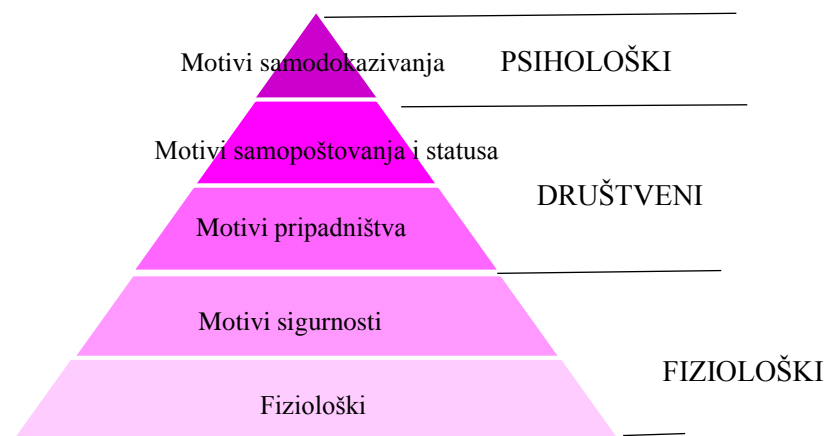 Motivi samodokazivanja
PSIHOLOŠKI
Motivi samopoštovanja i statusa
DRUŠTVENI
Motivi pripadništva
Motivi sigurnosti
FIZIOLOŠKI
Fiziološki